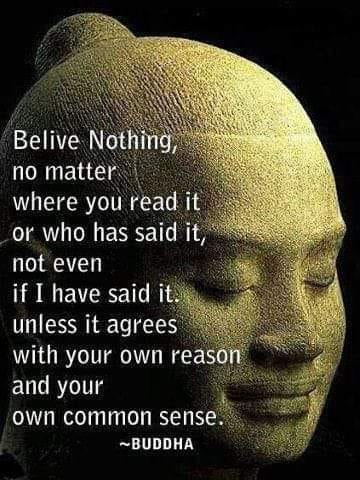 Belive Nothing,
no matter
where you read it
or who has said it,
not even
if I have said it.
unless it agrees
with your own reason
and your
own common sense.
~BUDDHA